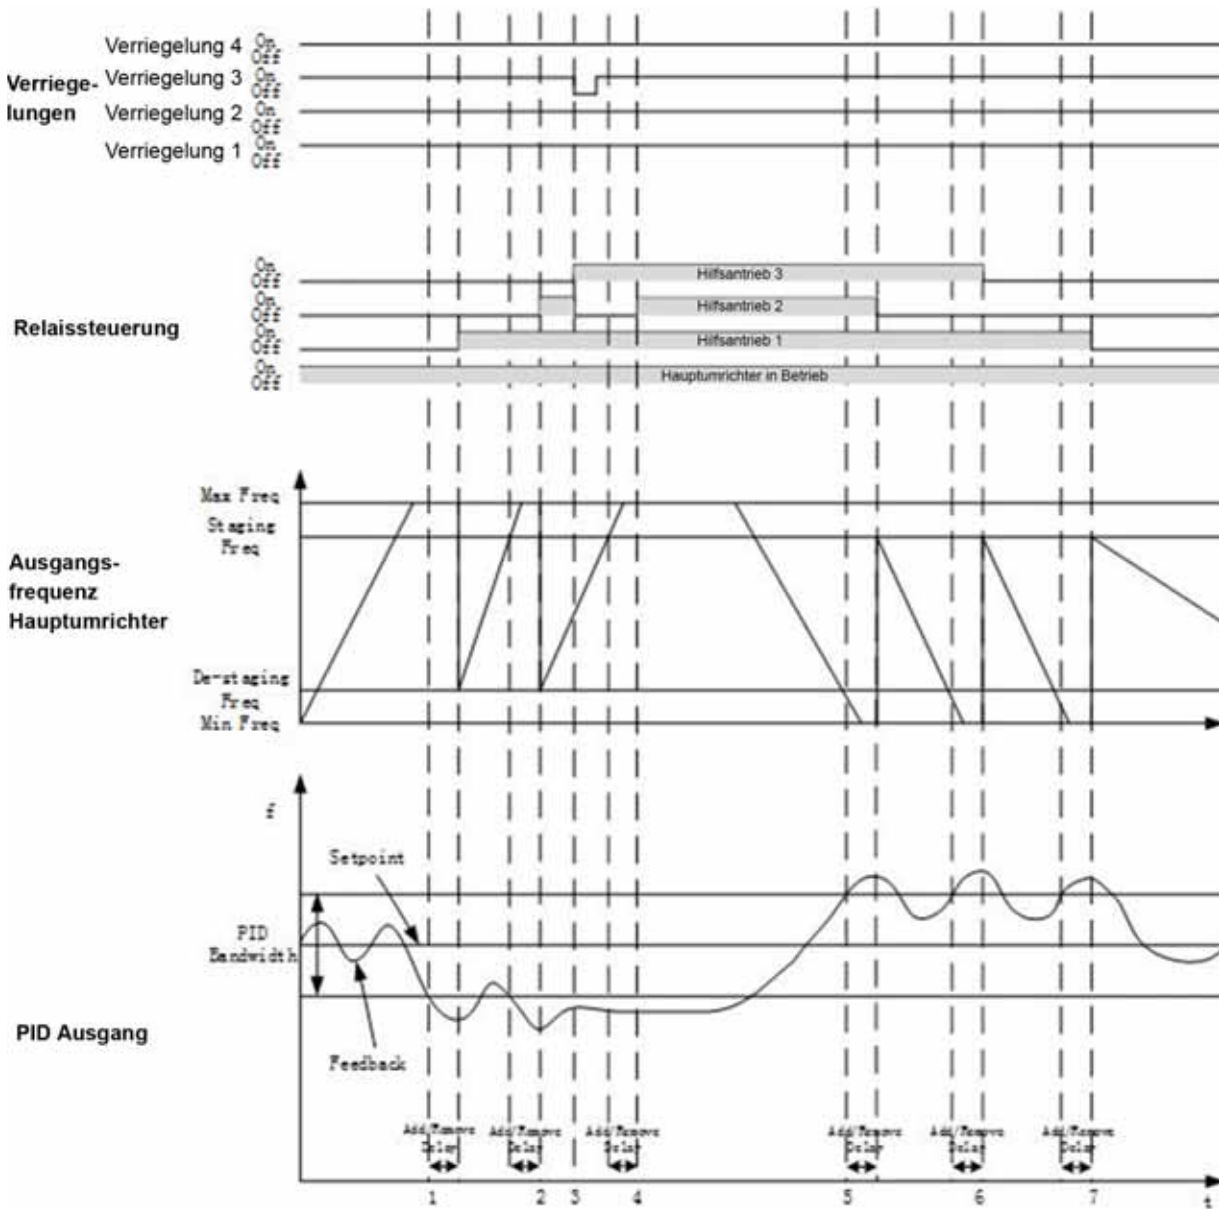 Verriegelung 4 On
Off
Verriege-
lungen
Verriegelung 3 On
Off
Verriegelung 2 On
Off
Verriegelung 1 On
Off
Relaissteuerung
On
Off
Hilfsantrieb 3
On
Off
Hilfsantrieb 2
On
Off
Hilfsantrieb 1
On
Off
Hauptumrichter in Betrieb
Ausgangs-
frequenz
Hauptumrichter
Max Freq
Staging
Freq
De-staging
Freq
Min Freq
PID Ausgang
f
Setpoint
PID
Bandwidth
Feedback
Add/Remove
Delay
Add/Remove
Delay
Add/Remove
Delay
Add/Remove
Delay
Add/Remove
Delay
Add/Remove
Delay
1 2 3 4 5 6 7 t